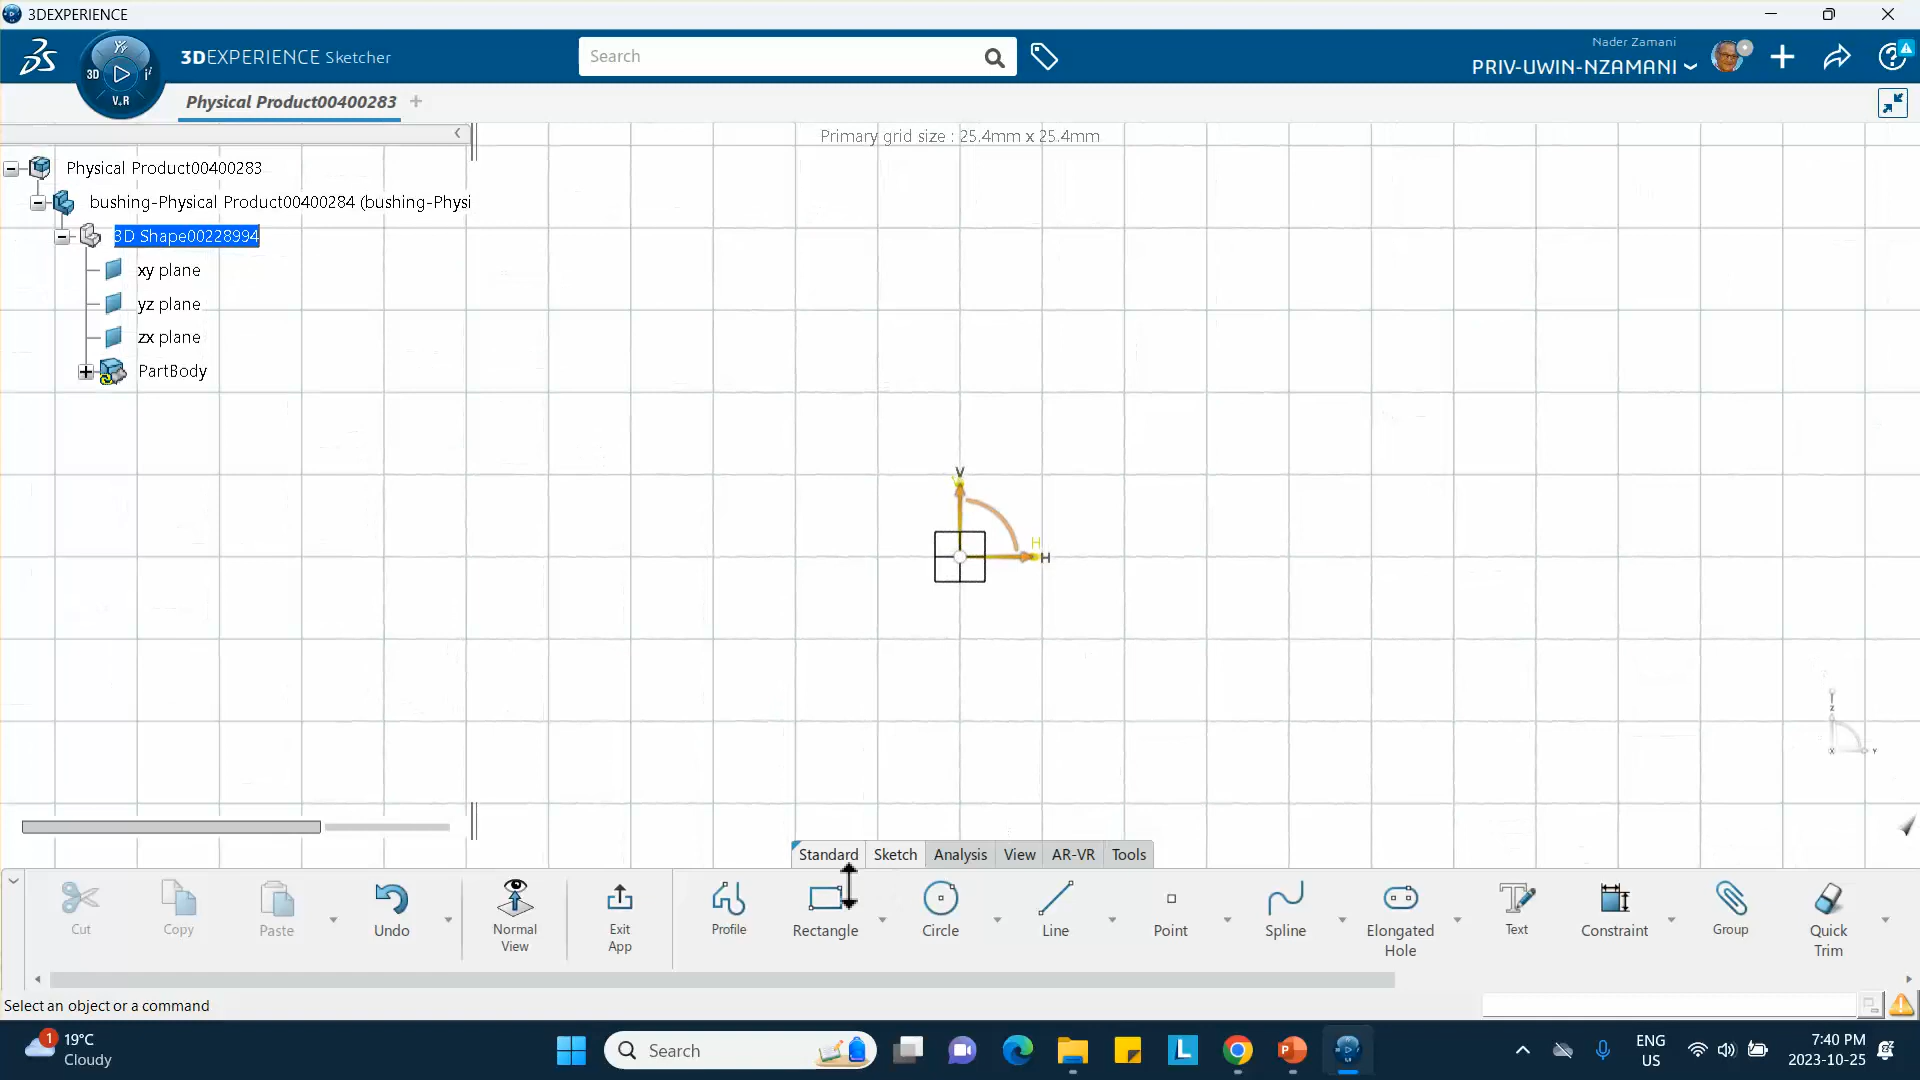 3DEXPERIENCE
3DEXPERIENCE Sketcher
3D
V.R
Search
Nader Zamani
PRIV-UWIN-NZAMANI
Physical Product00400283
Primary grid size : 25.4mm x 25.4mm
Physical Product00400283
bushing-Physical Product00400284 (bushing-Physi
3D Shape00228994
xy plane
yz plane
zx plane
PartBody
V
V
H
H
z
x
y
Standard
Sketch
Analysis
View
AR-VR
Tools
Cut
Copy
Paste
Undo
Normal View
Exit App
Profile
Rectangle
Circle
Line
Point
Spline
Elongated Hole
Text
Constraint
Group
Quick Trim
Select an object or a command
1
19°C
Cloudy
Search
L
P
ENG
US
7:40 PM
2023-10-25